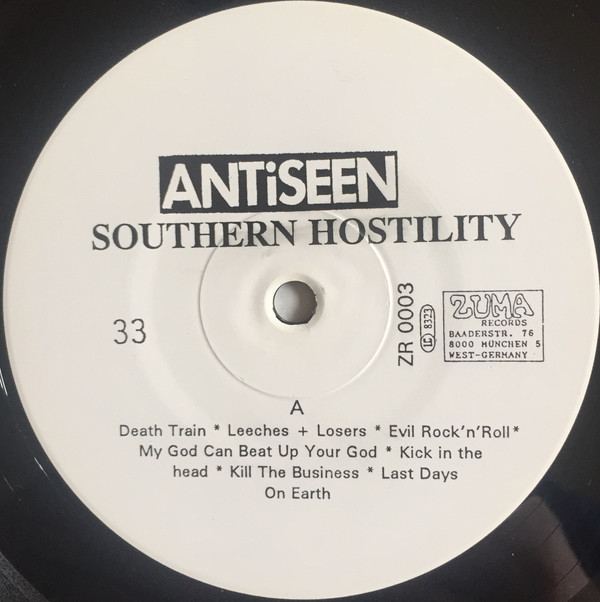 ANTiSEEN
SOUTHERN HOSTILITY
33
ZR 0003
LC 8323
ZUMA
RECORDS
BAADERSTR. 76
8000 MÜNCHEN 5
WEST-GERMANY
A
Death Train * Leeches + Losers * Evil Rock'n'Roll*
My God Can Beat Up Your God * Kick in the
head * Kill The Business * Last Days
On Earth